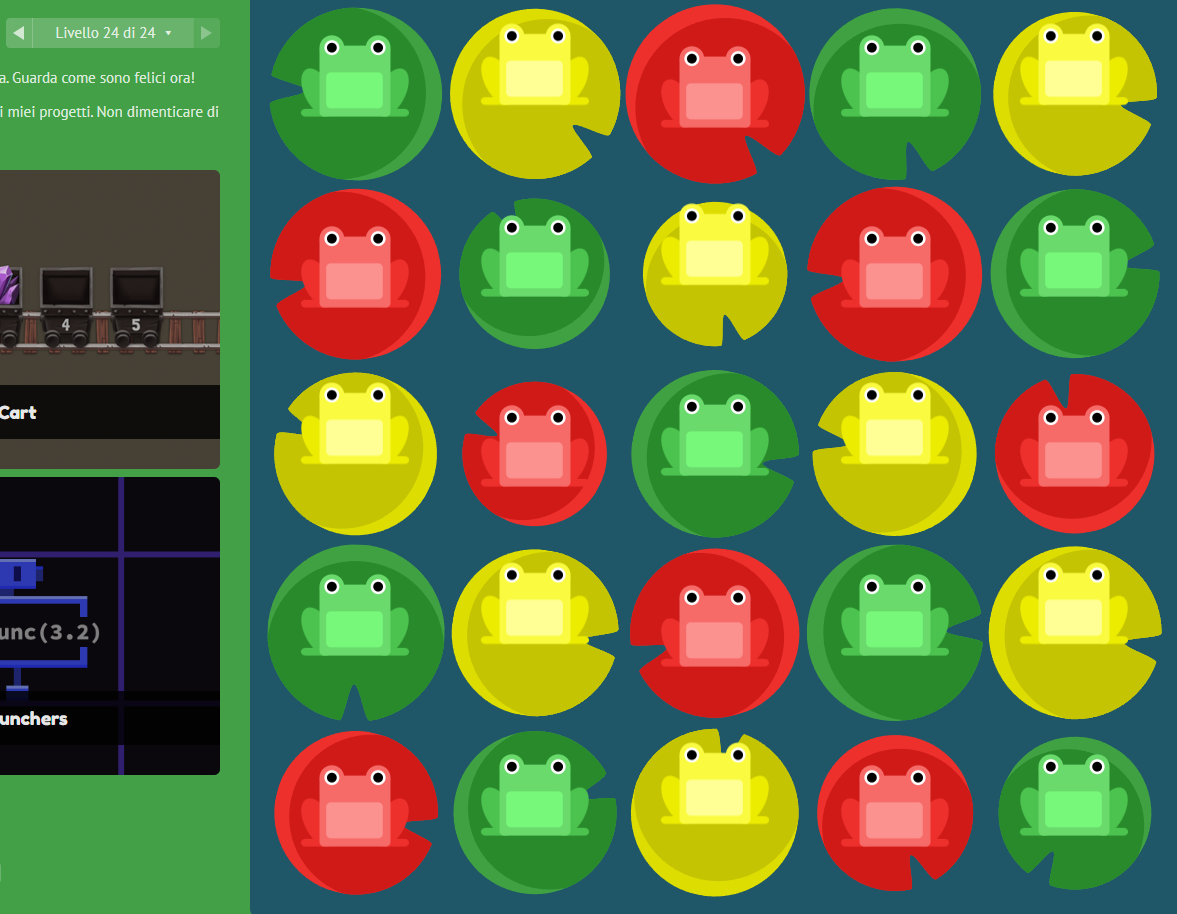 Livello 24 di 24
a. Guarda come sono felici ora!
i miei progetti. Non dimenticare di
4
5
Cart
unc(3.2)
unchers